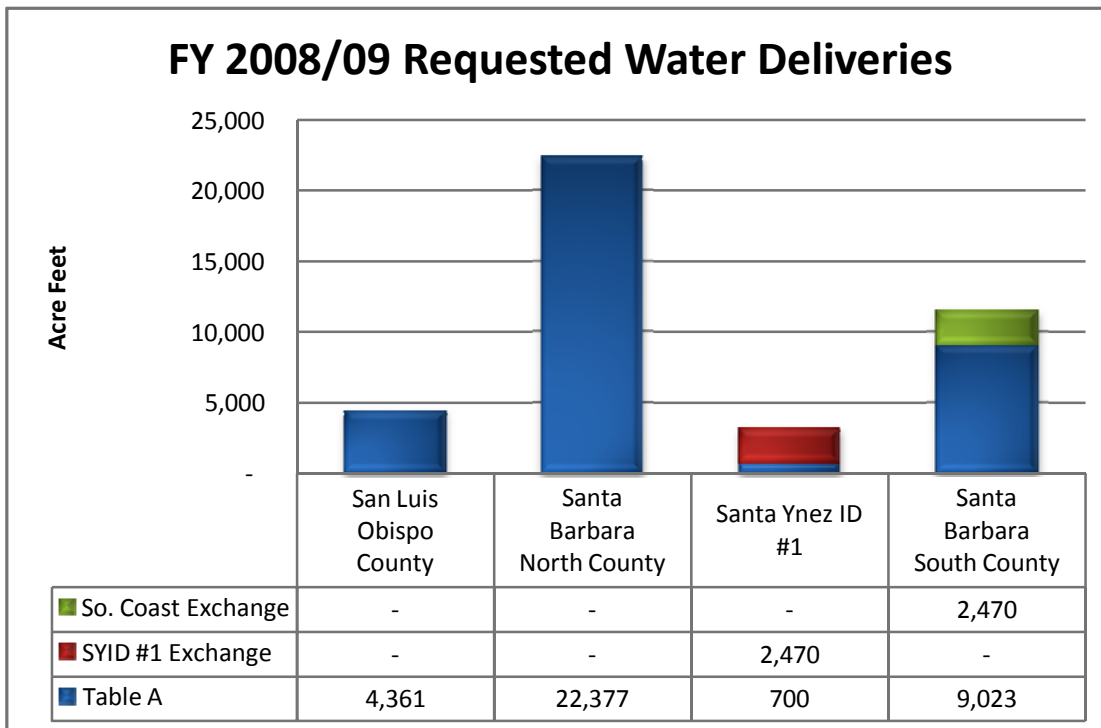 FY 2008/09 Requested Water Deliveries
Acre Feet
25,000
20,000
15,000
10,000
5,000
-
San Luis
Obispo
County
Santa
Barbara
North County
Santa Ynez ID
#1
Santa
Barbara
South County
So. Coast Exchange - - - 2,470
SYID #1 Exchange - - 2,470 -
Table A 4,361 22,377 700 9,023